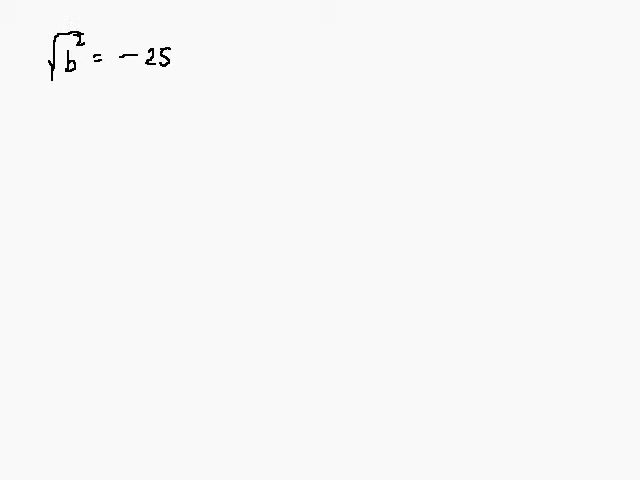 √b² = -25